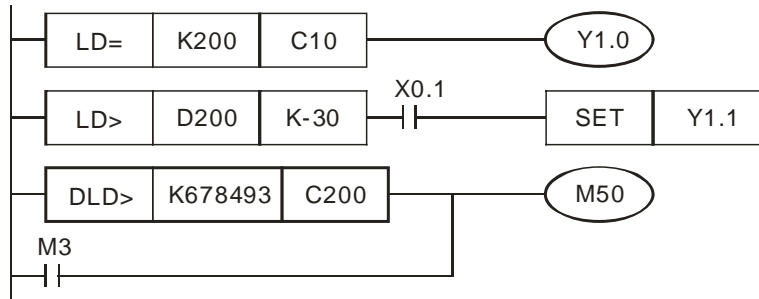 LD= K200 C10 Y1.0
X0.1
LD> D200 K-30 SET Y1.1
DLD> K678493 C200 M50
M3